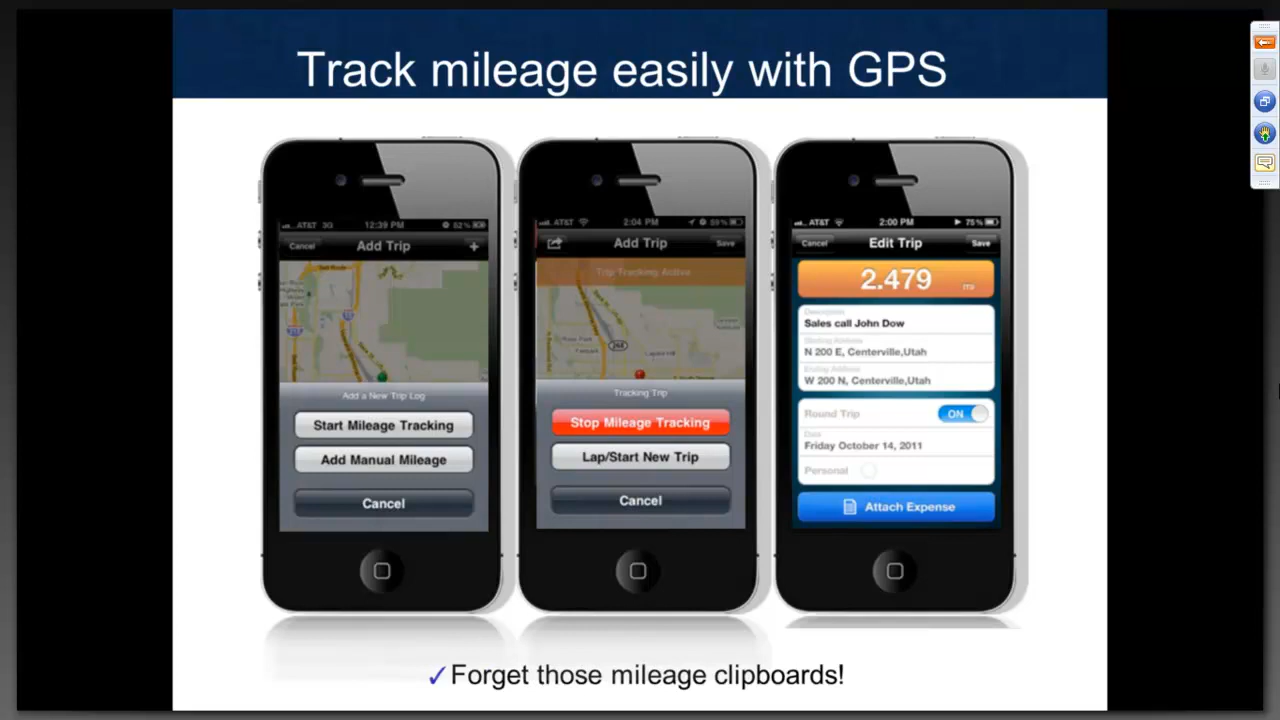 Track mileage easily with GPS
AT&T 3G 12:39 PM 52%
Cancel Add Trip +
Add a New Trip Log
Start Mileage Tracking
Add Manual Mileage
Cancel
AT&T 2:04 PM 59%
Add Trip Save
Trip Tracking Active
Rose Park
268
Tracking Trip
Stop Mileage Tracking
Lap/Start New Trip
Cancel
AT&T 2:00 PM 75%
Cancel Edit Trip Save
2.479 mi
Description
Sales call John Dow
Starting Address
N 200 E, Centerville,Utah
Ending Address
W 200 N, Centerville,Utah
Round Trip ON
Date
Friday October 14, 2011
Personal
Attach Expense
✓Forget those mileage clipboards!